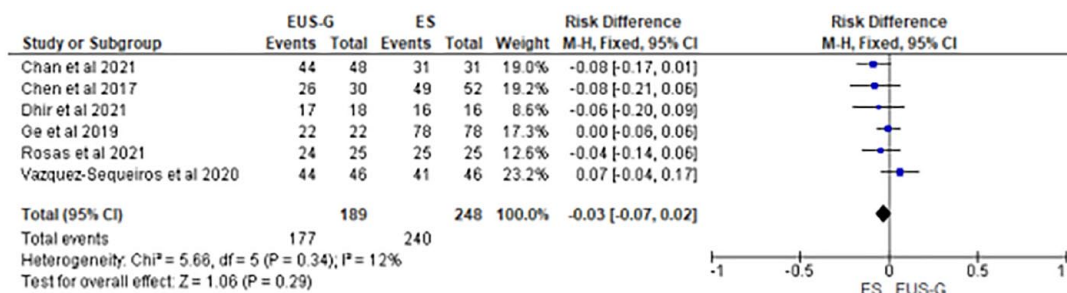 EUS-G ES Risk Difference Risk Difference
Study or Subgroup Events Total Events Total Weight M-H, Fixed, 95% CI M-H, Fixed, 95% CI
Chan et al 2021 44 48 31 31 19.0% -0.08 [-0.17, 0.01]
Chen et al 2017 26 30 49 52 19.2% -0.08 [-0.21, 0.06]
Dhir et al 2021 17 18 16 16 8.6% -0.06 [-0.20, 0.09]
Ge et al 2019 22 22 78 78 17.3% 0.00 [-0.06, 0.06]
Rosas et al 2021 24 25 25 25 12.6% -0.04 [-0.14, 0.06]
Vazquez-Sequeiros et al 2020 44 46 41 46 23.2% 0.07 [-0.04, 0.17]
Total (95% CI) 189 248 100.0% -0.03 [-0.07, 0.02]
Total events 177 240
Heterogeneity: Chi² = 5.66, df = 5 (P = 0.34); I² = 12%
Test for overall effect: Z = 1.06 (P = 0.29)
-1 -0.5 0 0.5 1
ES EUS-G